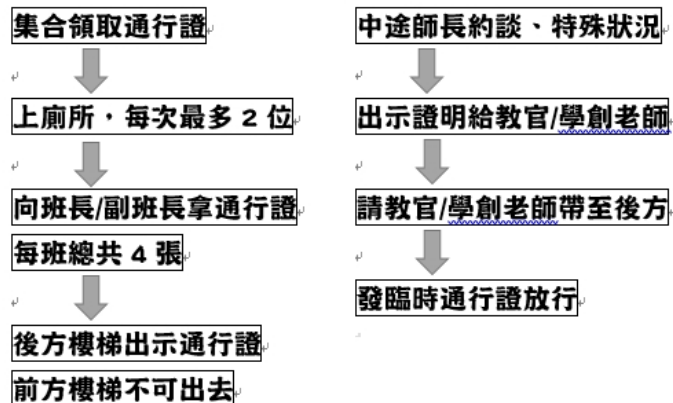 集合領取通行證
上廁所，每次最多 2 位
向班長/副班長拿通行證
每班總共 4 張
後方樓梯出示通行證
前方樓梯不可出去
中途師長約談、特殊狀況
出示證明給教官/學創老師
請教官/學創老師帶至後方
發臨時通行證放行